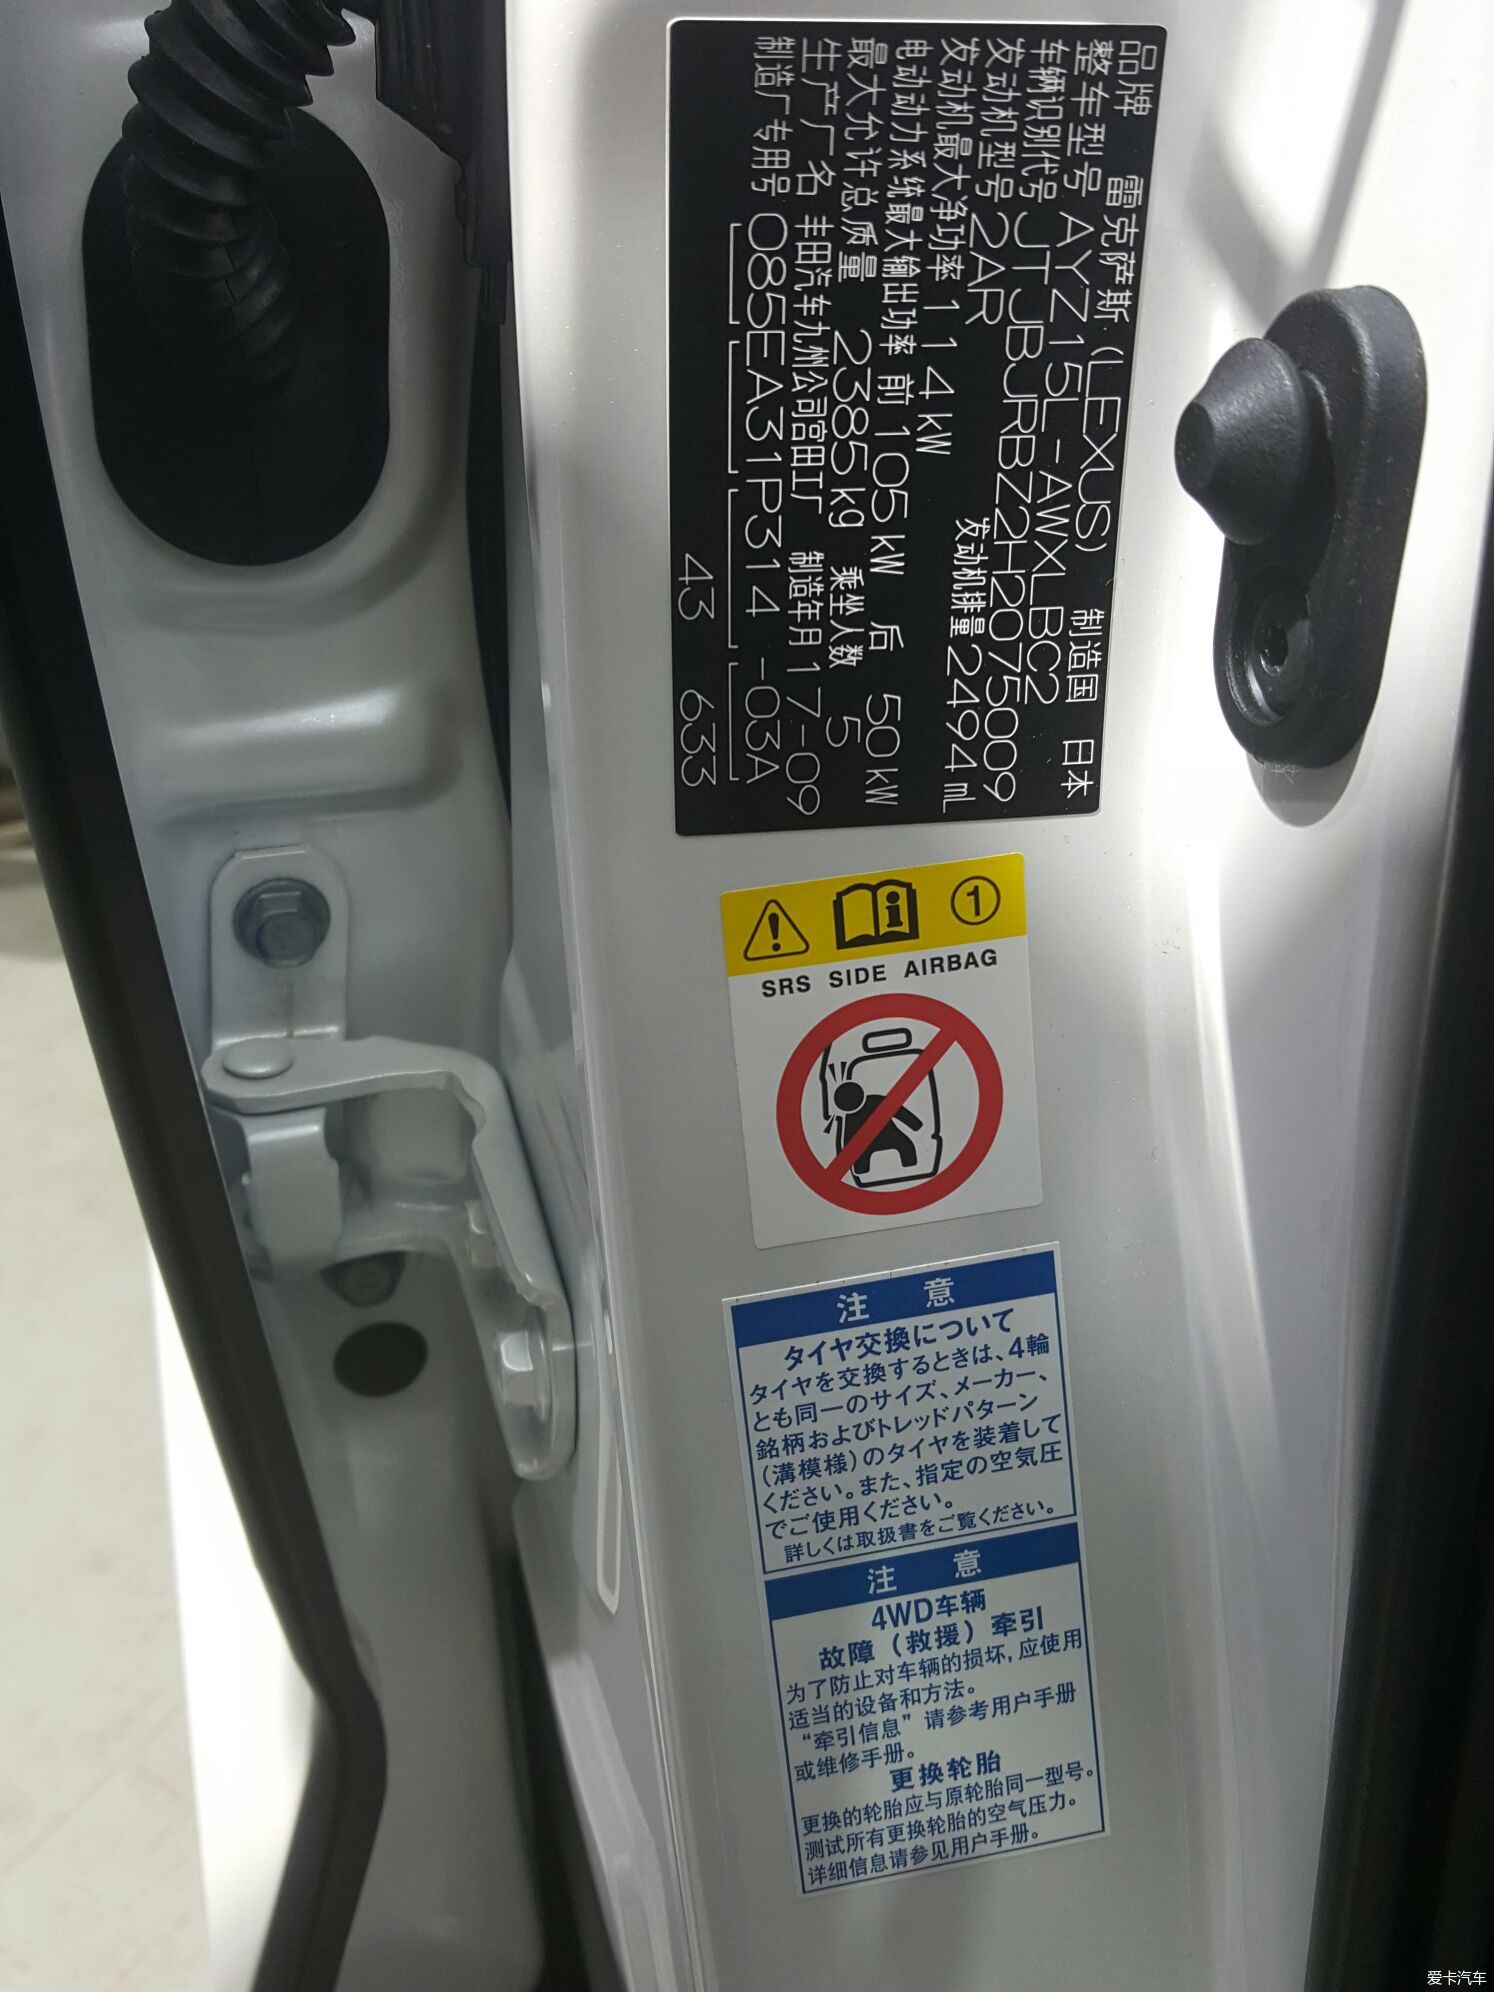 品牌 雷克萨斯 (LEXUS) 制造国 日本
整车型号 AYZ15L-AWXLBC2
车辆识别代号 JTJBJRBZ2H2075009
发动机型号 2AR 发动机排量 2494 mL
发动机最大净功率 114 kW
电动动力系统最大输出功率 前 105 kW 后 50 kW
最大允许总质量 2385 kg 乘坐人数 5
生产厂名 丰田汽车九州公司宫田工厂 制造年月 17-09
制造厂专用号 085EA31P314-03A
43 633
1
SRS SIDE AIRBAG
注 意
タイヤ交換について
タイヤを交換するときは、4輪
とも同一のサイズ、メーカー、
銘柄およびトレッドパターン
(溝模様)のタイヤを装着して
ください。また、指定の空気圧
でご使用ください。
詳しくは取扱書をご覧ください。
注 意
4WD车辆
故障(救援)牵引
为了防止对车辆的损坏,应使用
适当的设备和方法。
“牵引信息”请参考用户手册
或维修手册。
更换轮胎
更换的轮胎应与原轮胎同一型号。
测试所有更换轮胎的空气压力。
详细信息请参见用户手册。
爱卡汽车